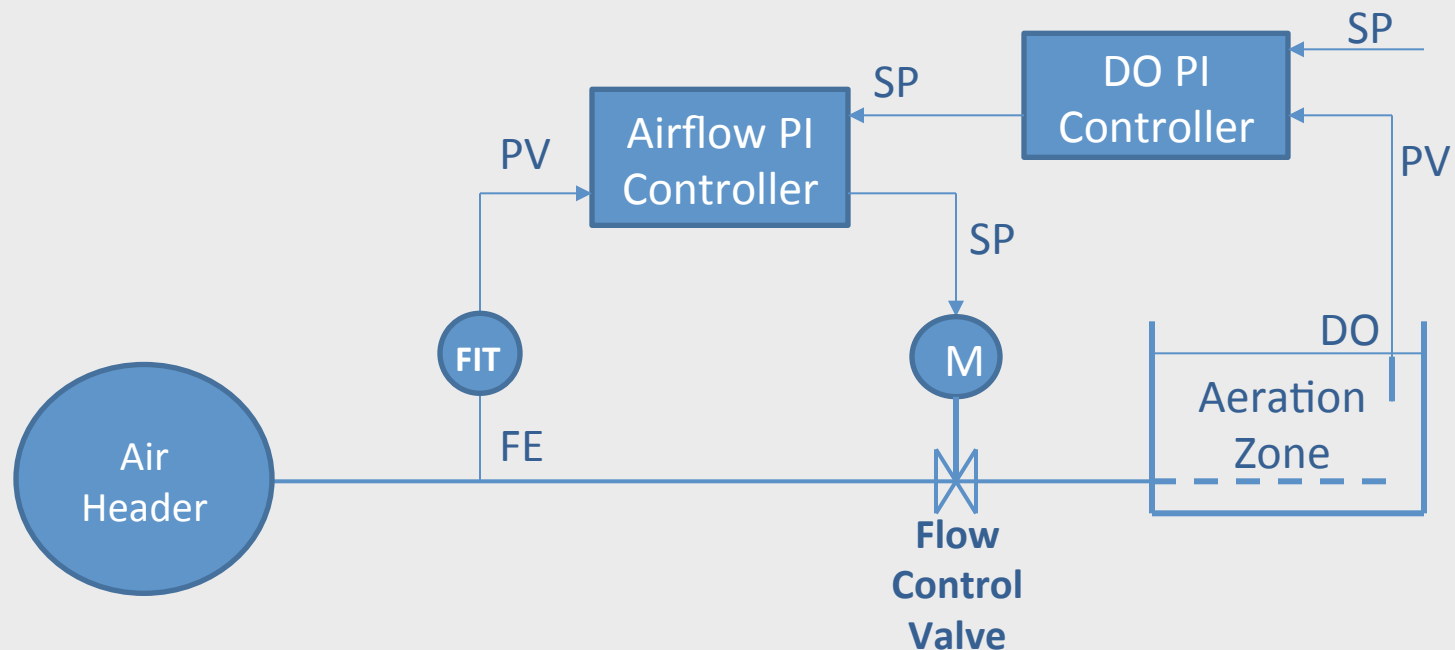 SP
DO PI
Controller
SP
PV
Airflow PI
Controller
PV
SP
FIT
M
DO
Aeration
Zone
FE
Air
Header
Flow
Control
Valve